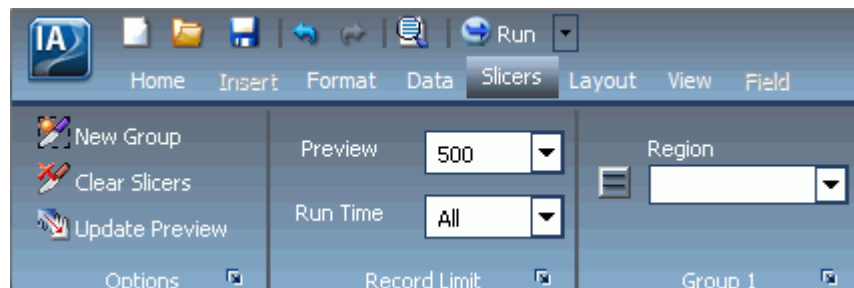 IA
Run
Home Insert Format Data Slicers Layout View Field
New Group
Clear Slicers
Update Preview
Options
Preview 500
Run Time All
Record Limit
Region
Group 1